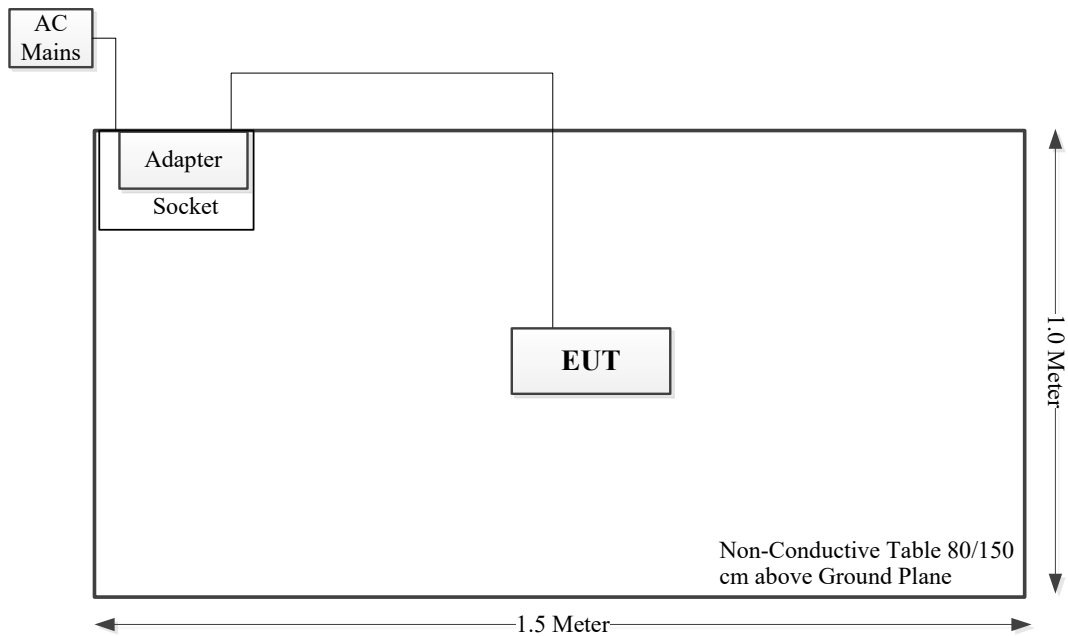 AC
Mains
Adapter
Socket
EUT
1.0 Meter
Non-Conductive Table 80/150
cm above Ground Plane
1.5 Meter